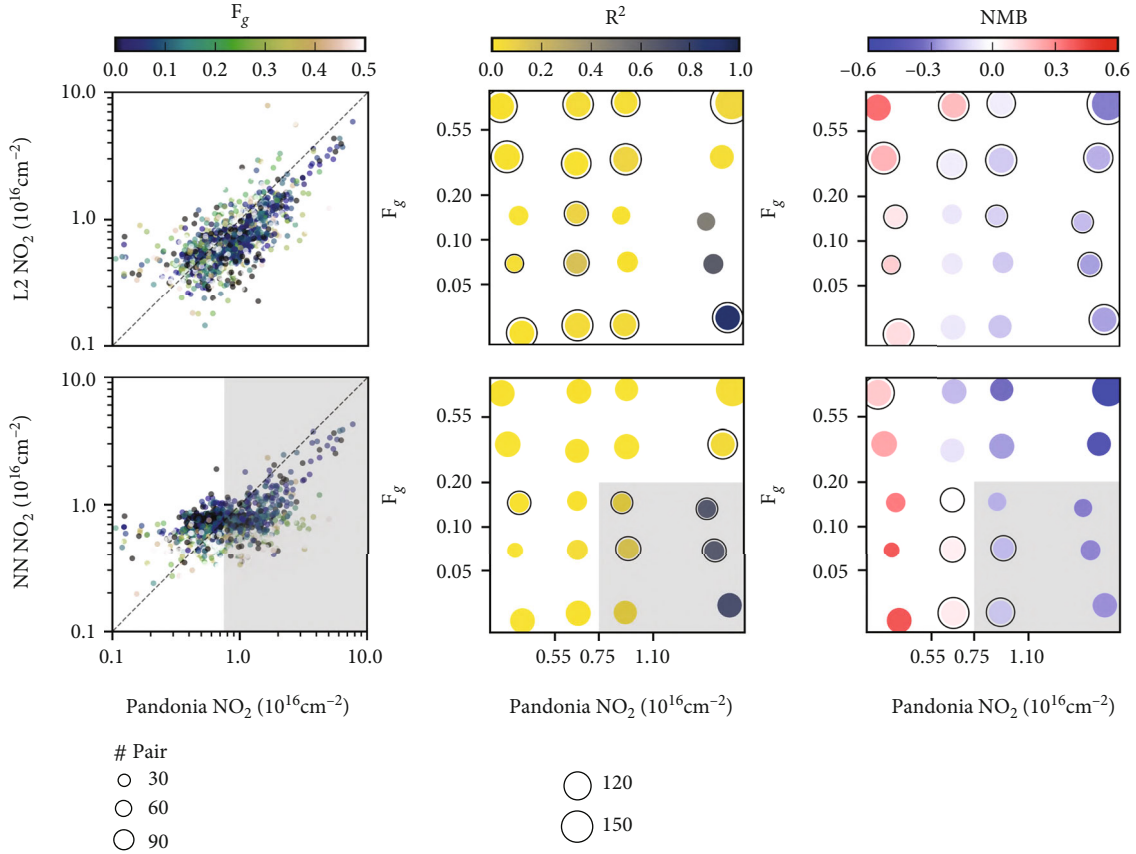 F_g R² NMB
0.0 0.1 0.2 0.3 0.4 0.5 0.0 0.2 0.4 0.6 0.8 1.0 −0.6 −0.3 0.0 0.3 0.6
L2 NO₂ (10¹⁶cm⁻²)
10.0
1.0
0.1
F_g
0.55
0.20
0.10
0.05
F_g
0.55
0.20
0.10
0.05
NN NO₂ (10¹⁶cm⁻²)
10.0
1.0
0.1
F_g
0.55
0.20
0.10
0.05
F_g
0.55
0.20
0.10
0.05
0.1 1.0 10.0 0.55 0.75 1.10 0.55 0.75 1.10
Pandonia NO₂ (10¹⁶cm⁻²) Pandonia NO₂ (10¹⁶cm⁻²) Pandonia NO₂ (10¹⁶cm⁻²)
# Pair
30
60
90
120
150